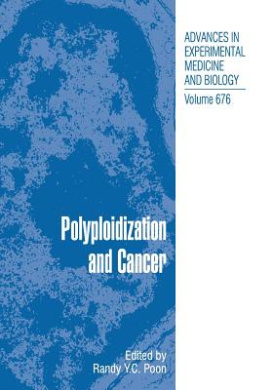 ADVANCES IN
EXPERIMENTAL
MEDICINE
AND BIOLOGY
Volume 676
Polyploidization
and Cancer
Edited by
Randy Y.C. Poon